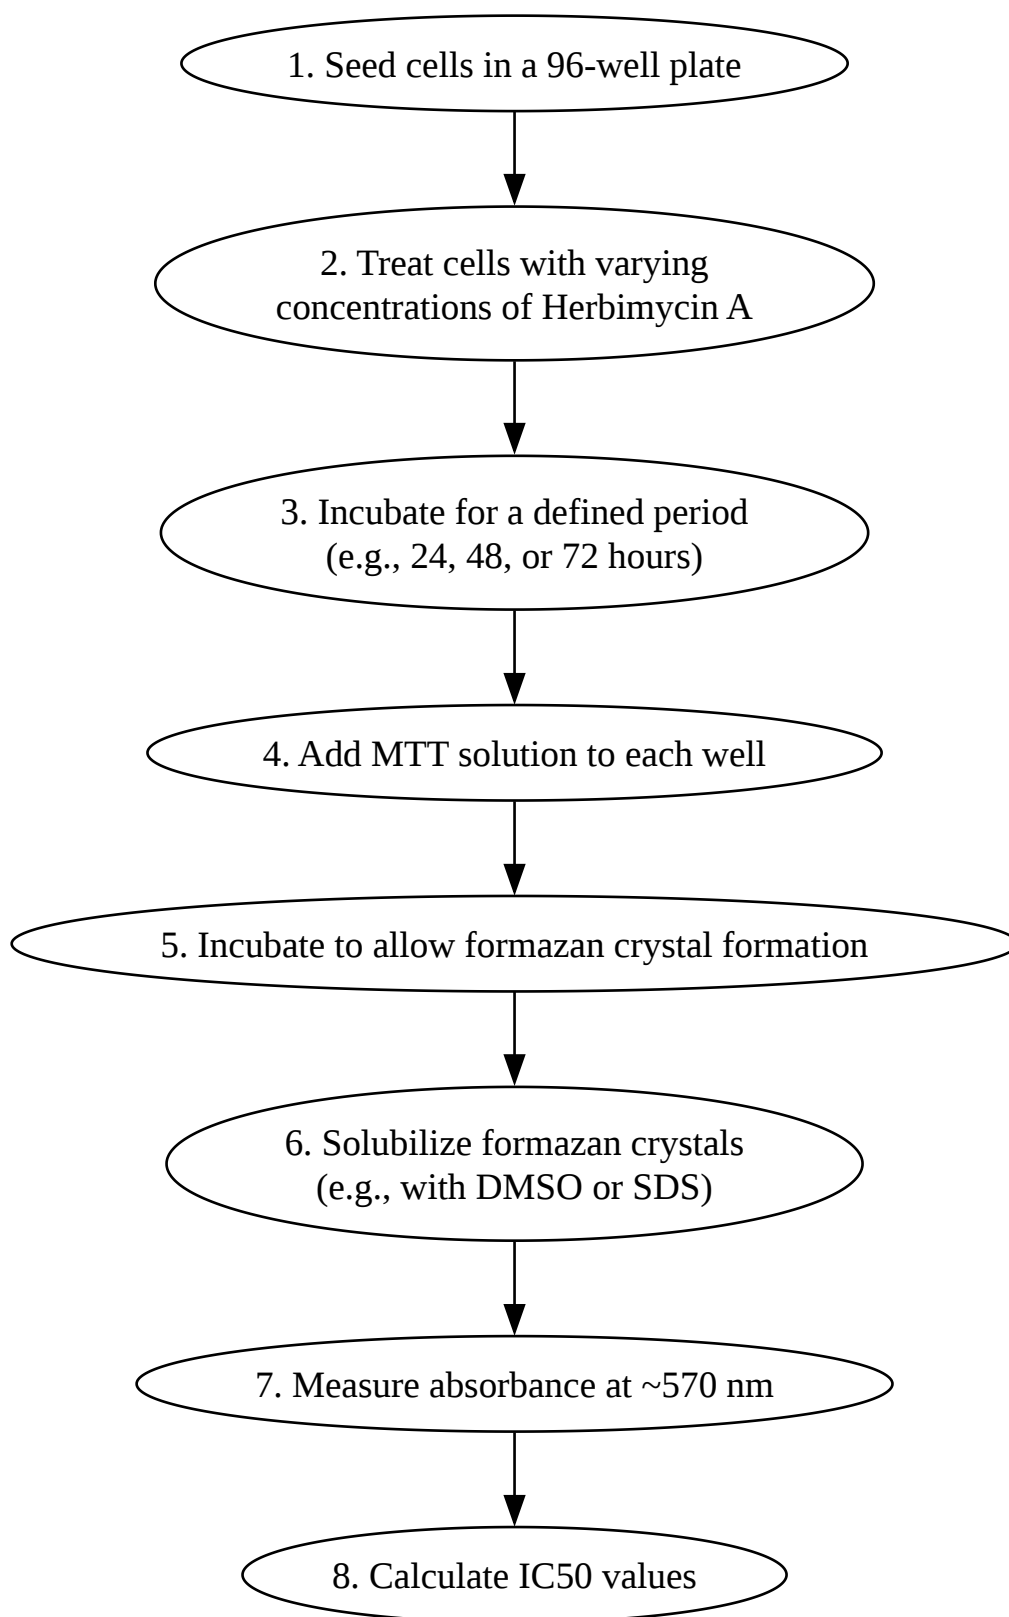 1. Seed cells in a 96-well plate
2. Treat cells with varying
concentrations of Herbimycin A
3. Incubate for a defined period
(e.g., 24, 48, or 72 hours)
4. Add MTT solution to each well
5. Incubate to allow formazan crystal formation
6. Solubilize formazan crystals
(e.g., with DMSO or SDS)
7. Measure absorbance at ~570 nm
8. Calculate IC50 values